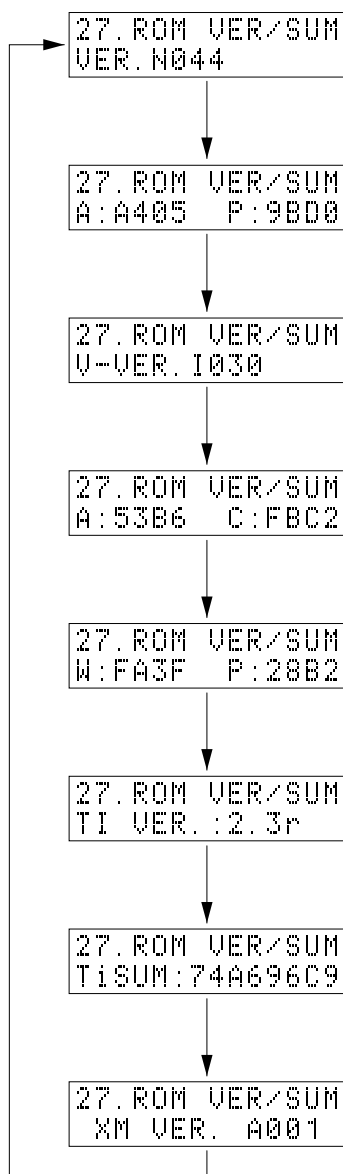 27.ROM VER/SUM
VER.N044
27.ROM VER/SUM
A:A405 P:9BD0
27.ROM VER/SUM
V-VER.I030
27.ROM VER/SUM
A:53B6 C:FBC2
27.ROM VER/SUM
W:FA3F P:28B2
27.ROM VER/SUM
TI VER.:2.3r
27.ROM VER/SUM
TiSUM:74A696C9
27.ROM VER/SUM
XM VER. A001